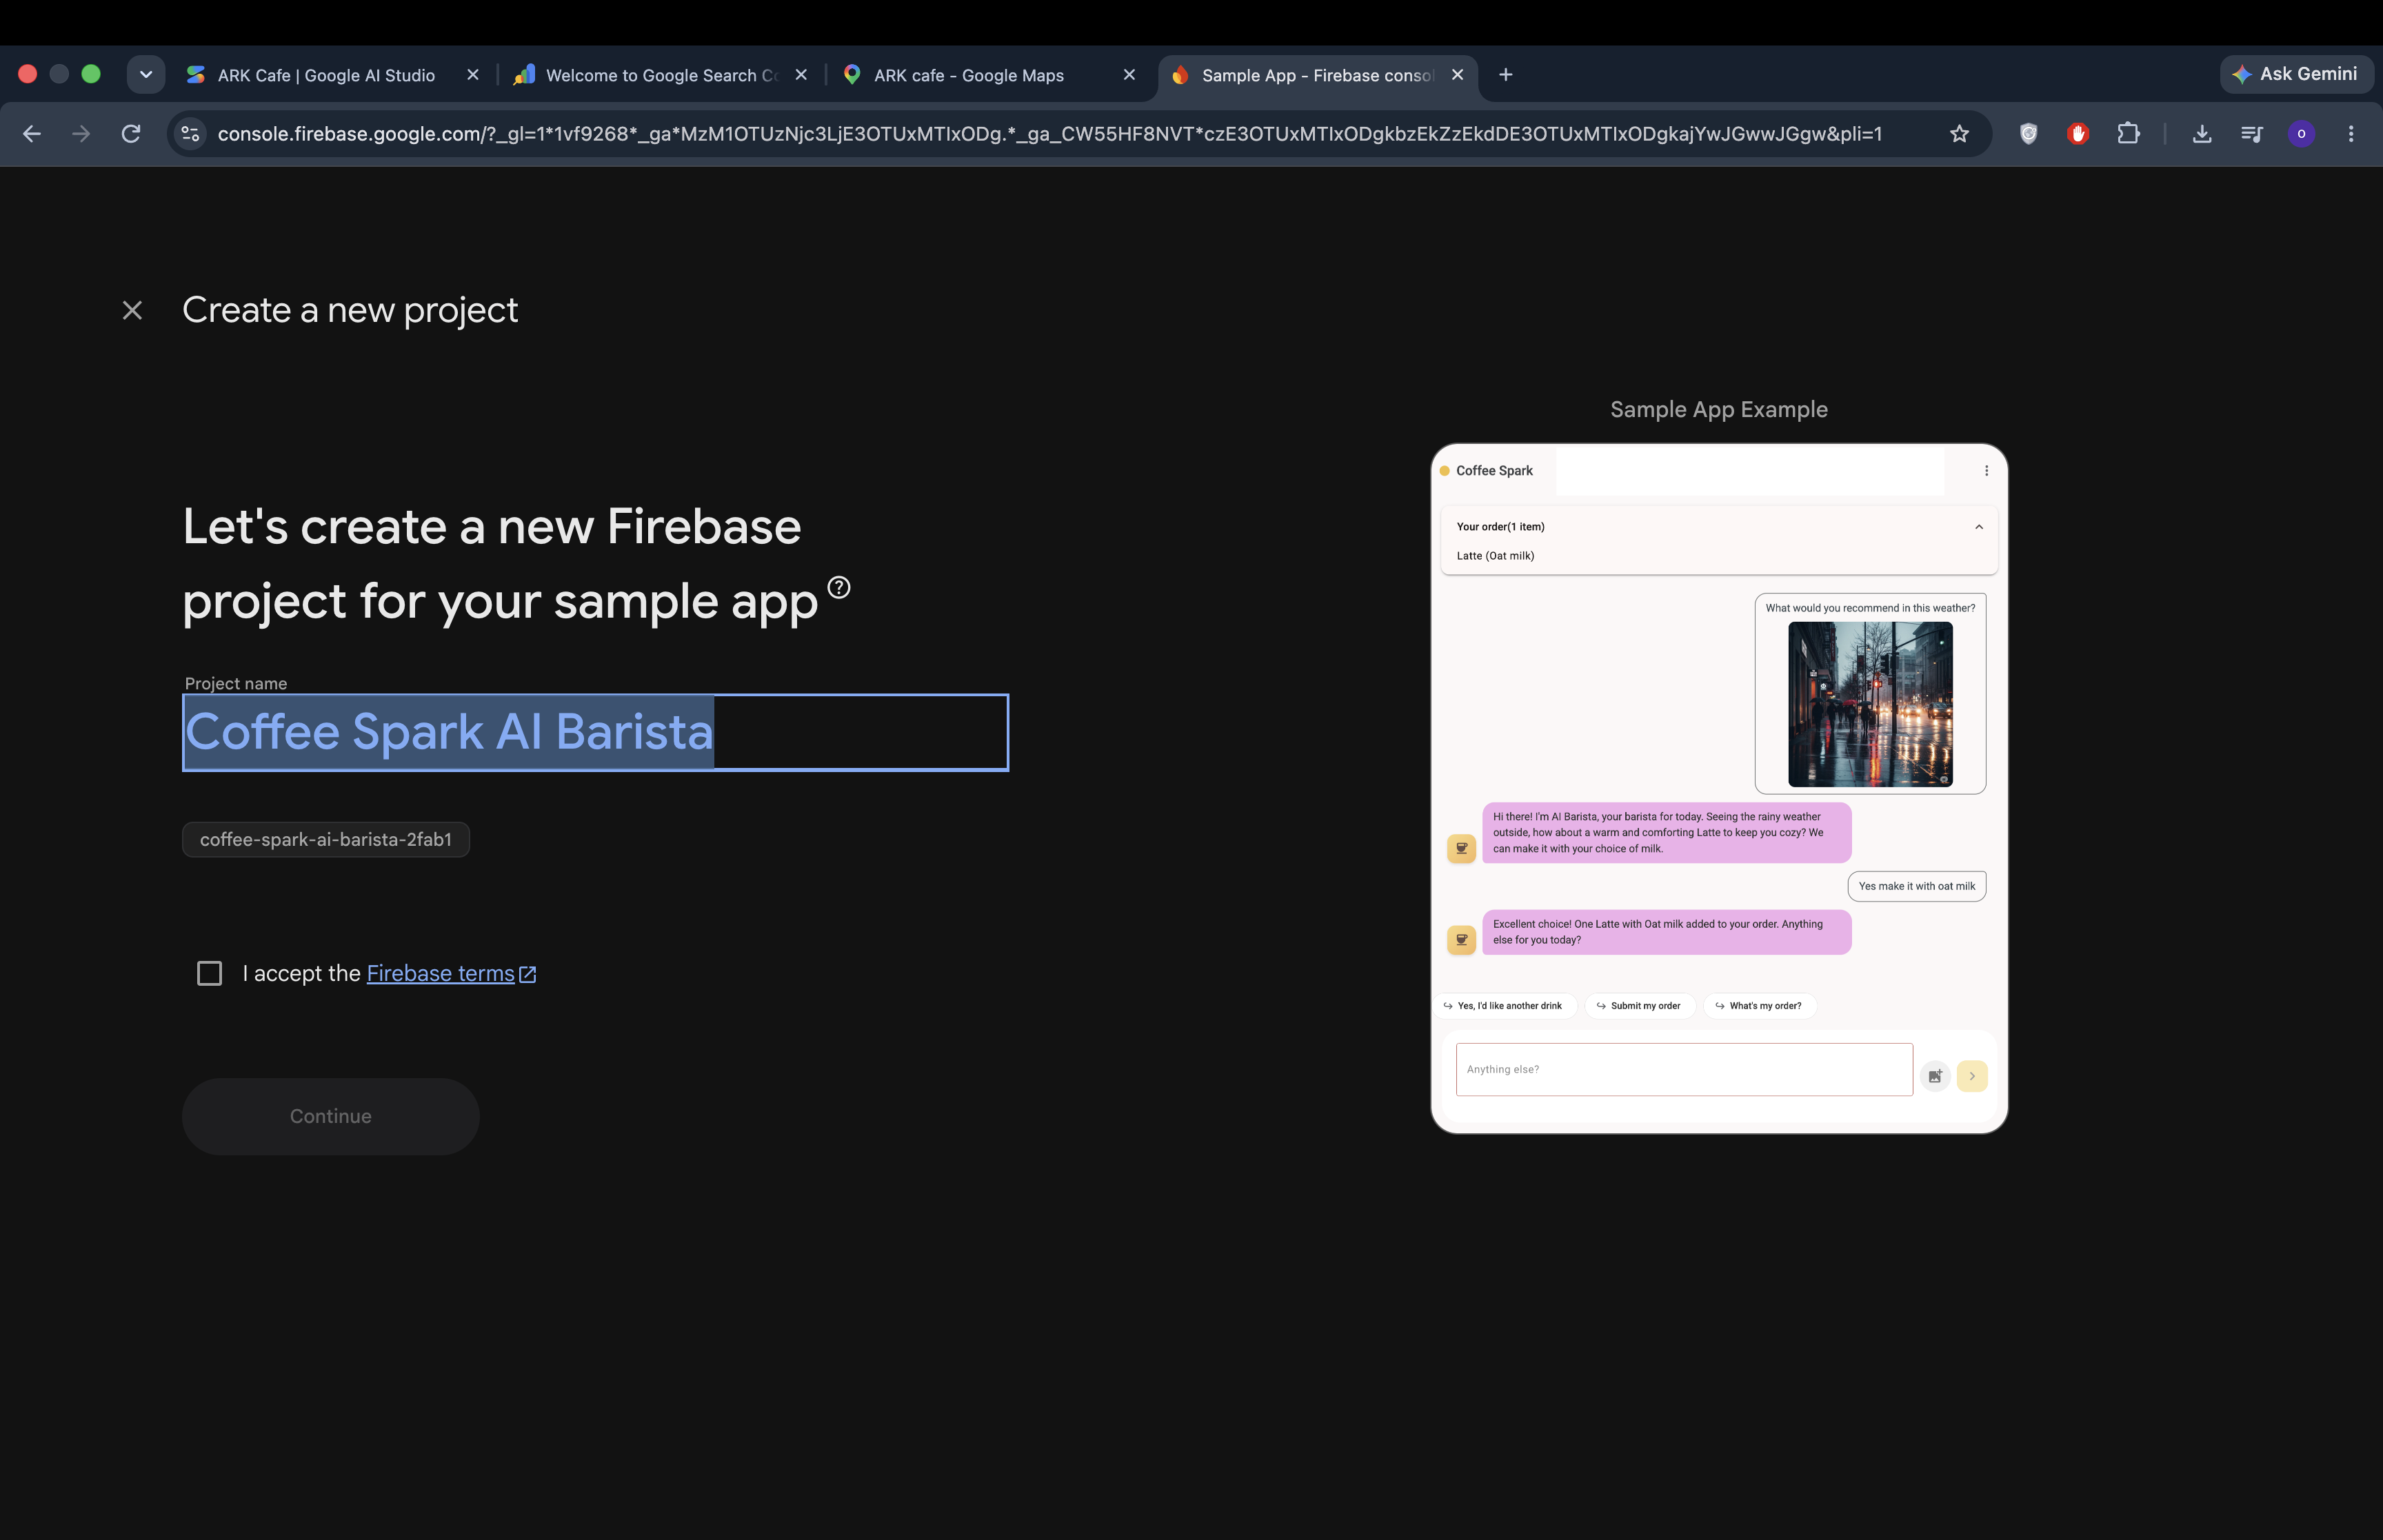 ARK Cafe | Google AI Studio
Welcome to Google Search Co
ARK cafe - Google Maps
Sample App - Firebase consol
Ask Gemini
console.firebase.google.com/?_gl=1*1vf9268*_ga*MzM1OTUzNjc3LjE3OTUxMTIxODg.*_ga_CW55HF8NVT*czE3OTUxMTIxODgkbzEkZzEkdDE3OTUxMTIxODgkajYwJGwwJGgw&pli=1
O
Create a new project
Let's create a new Firebase
project for your sample app
Project name
Coffee Spark AI Barista
coffee-spark-ai-barista-2fab1
I accept the Firebase terms
Continue
Sample App Example
Coffee Spark
Your order(1 item)
Latte (Oat milk)
What would you recommend in this weather?
Hi there! I'm AI Barista, your barista for today. Seeing the rainy weather
outside, how about a warm and comforting Latte to keep you cozy? We
can make it with your choice of milk.
Yes make it with oat milk
Excellent choice! One Latte with Oat milk added to your order. Anything
else for you today?
Yes, I'd like another drink
Submit my order
What's my order?
Anything else?